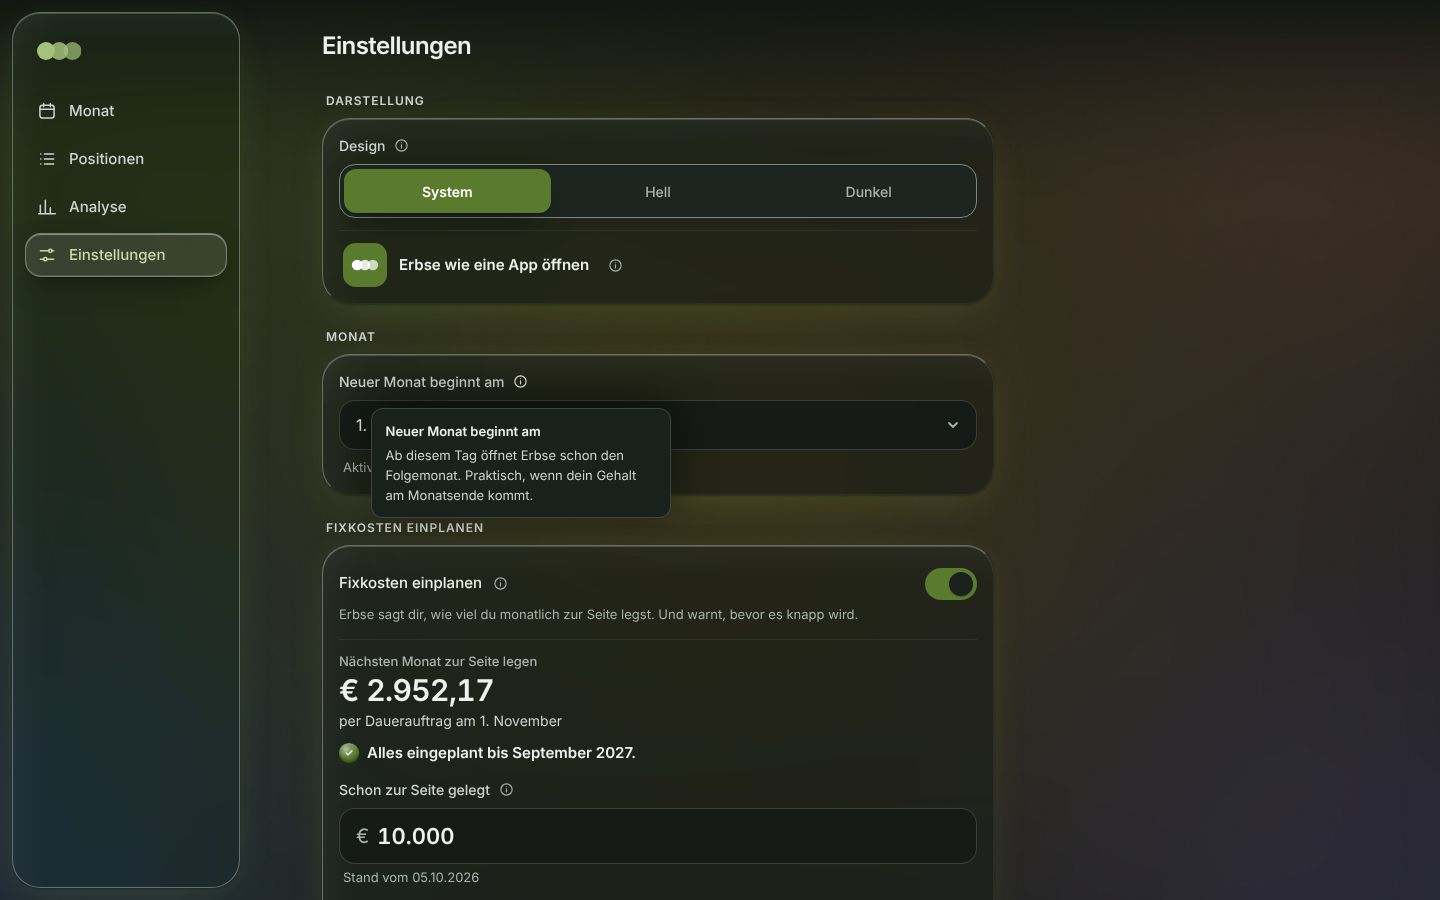 Einstellungen
Monat
Positionen
Analyse
Einstellungen
DARSTELLUNG
Design
System
Hell
Dunkel
Erbse wie eine App öffnen
MONAT
Neuer Monat beginnt am
1.
Neuer Monat beginnt am
Ab diesem Tag öffnet Erbse schon den
Folgemonat. Praktisch, wenn dein Gehalt
am Monatsende kommt.
FIXKOSTEN EINPLANEN
Fixkosten einplanen
Erbse sagt dir, wie viel du monatlich zur Seite legst. Und warnt, bevor es knapp wird.
Nächsten Monat zur Seite legen
€ 2.952,17
per Dauerauftrag am 1. November
Alles eingeplant bis September 2027.
Schon zur Seite gelegt
€ 10.000
Stand vom 05.10.2026